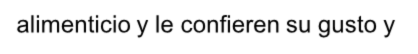 alimenticio y le confieren su gusto y